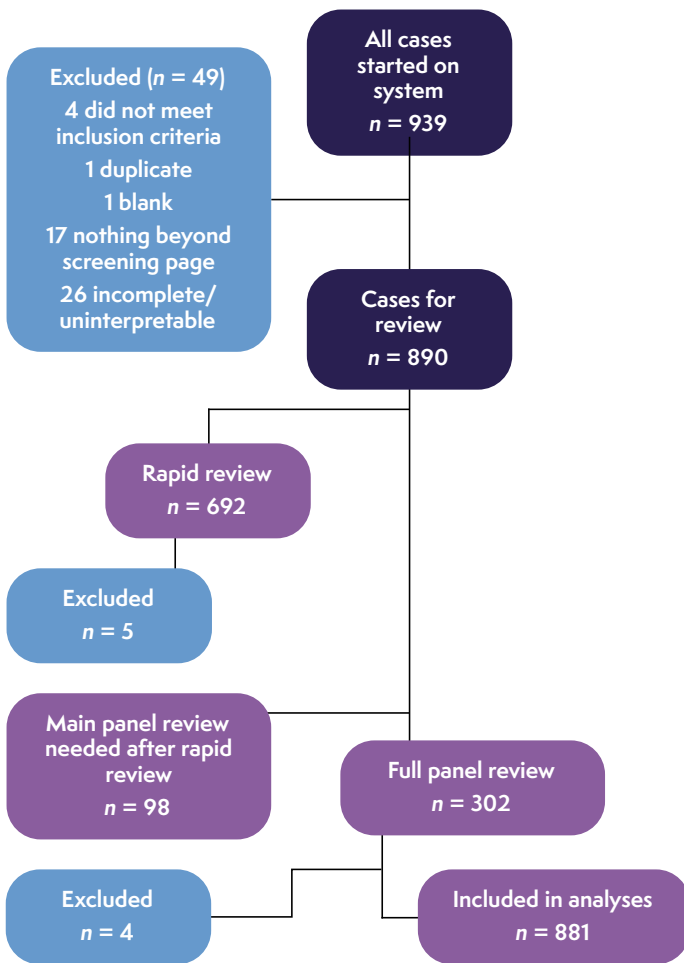 All cases
started on
system
n = 939
Excluded (n = 49)
4 did not meet
inclusion criteria
1 duplicate
1 blank
17 nothing beyond
screening page
26 incomplete/
uninterpretable
Cases for
review
n = 890
Rapid review
n = 692
Excluded
n = 5
Main panel review
needed after rapid
review
n = 98
Full panel review
n = 302
Excluded
n = 4
Included in analyses
n = 881